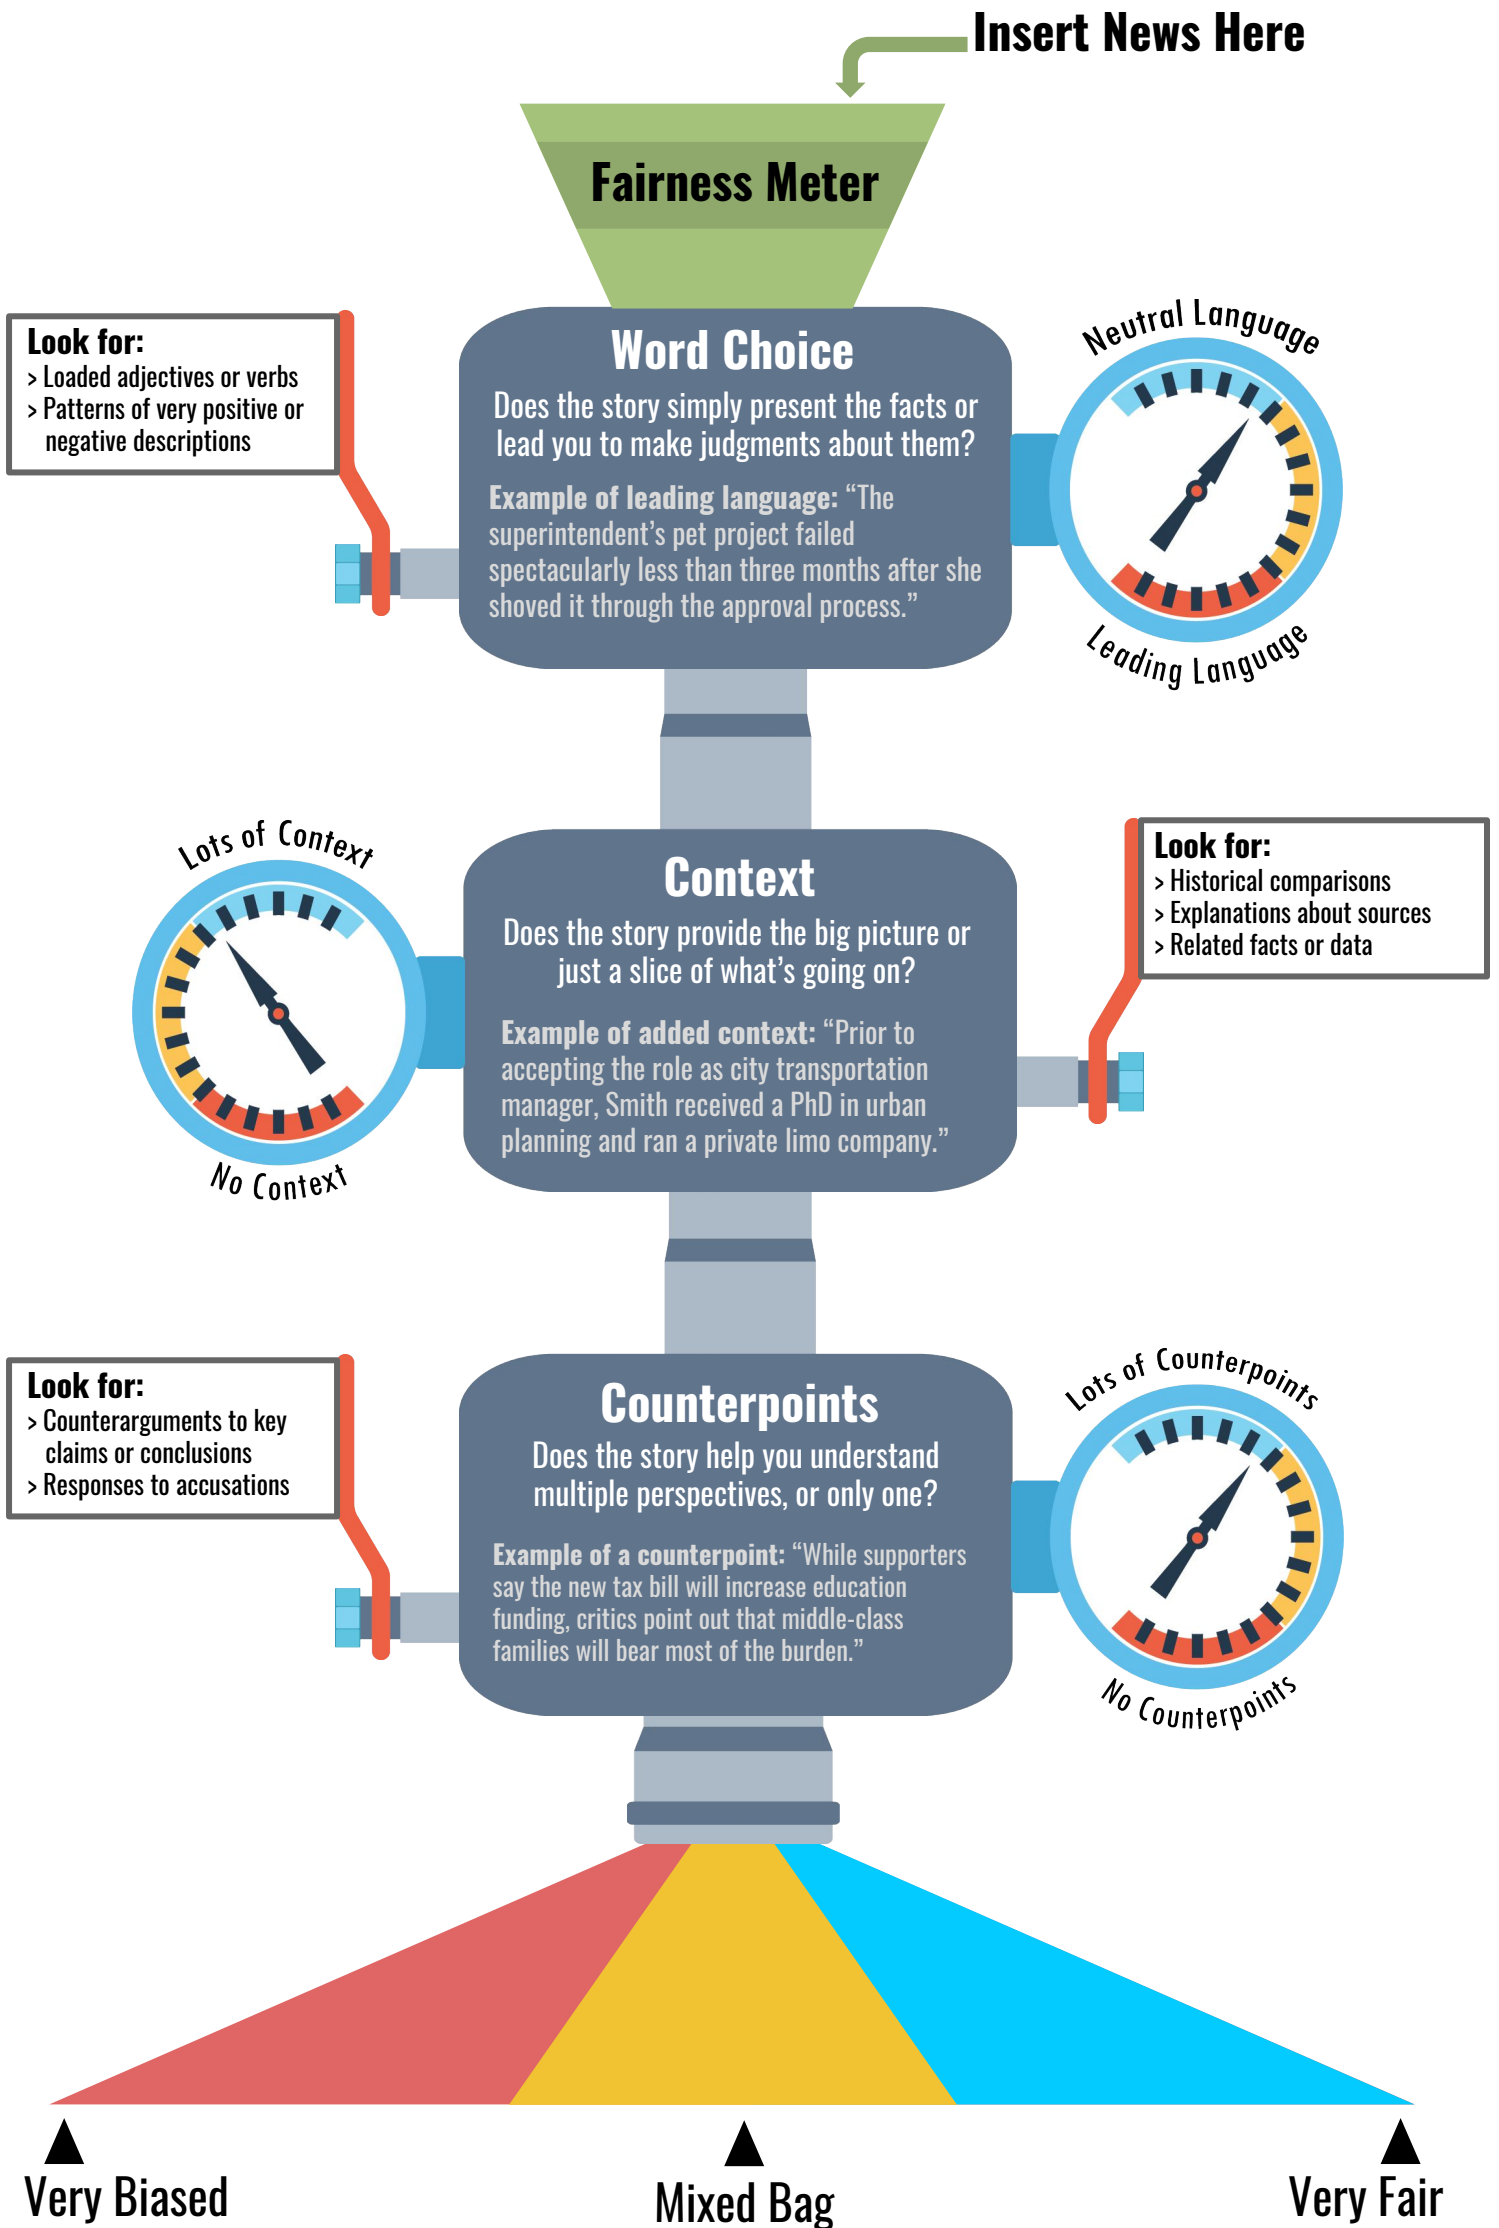 Insert News Here
Fairness Meter
Look for:
> Loaded adjectives or verbs
> Patterns of very positive or
negative descriptions
Word Choice
Does the story simply present the facts or
lead you to make judgments about them?
Example of leading language: “The
superintendent’s pet project failed
spectacularly less than three months after she
shoved it through the approval process.”
Neutral Language
Leading Language
Lots of Context
No Context
Context
Does the story provide the big picture or
just a slice of what’s going on?
Example of added context: “Prior to
accepting the role as city transportation
manager, Smith received a PhD in urban
planning and ran a private limo company.”
Look for:
> Historical comparisons
> Explanations about sources
> Related facts or data
Look for:
> Counterarguments to key
claims or conclusions
> Responses to accusations
Counterpoints
Does the story help you understand
multiple perspectives, or only one?
Example of a counterpoint: “While supporters
say the new tax bill will increase education
funding, critics point out that middle-class
families will bear most of the burden.”
Lots of Counterpoints
No Counterpoints
Very Biased
Mixed Bag
Very Fair